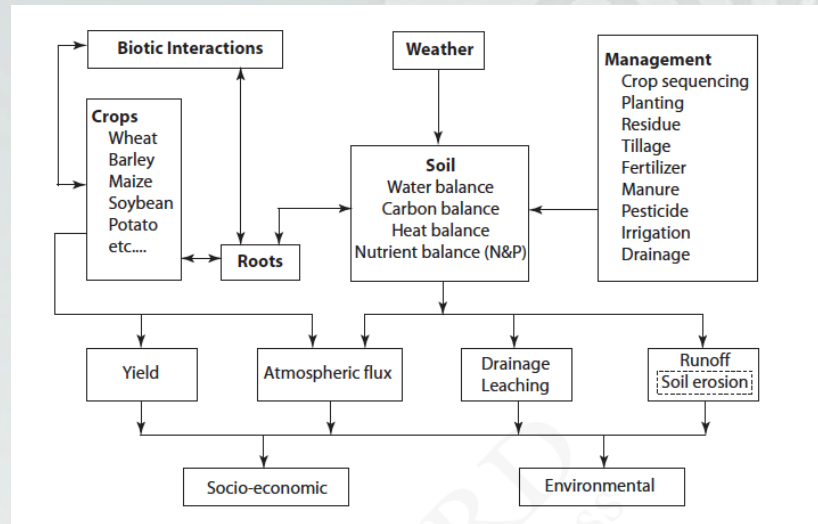 Biotic Interactions
Weather
Management
Crop sequencing
Planting
Residue
Tillage
Fertilizer
Manure
Pesticide
Irrigation
Drainage
Crops
Wheat
Barley
Maize
Soybean
Potato
etc....
Soil
Water balance
Carbon balance
Heat balance
Nutrient balance (N&P)
Roots
Yield
Atmospheric flux
Drainage
Leaching
Runoff
Soil erosion
Socio-economic
Environmental